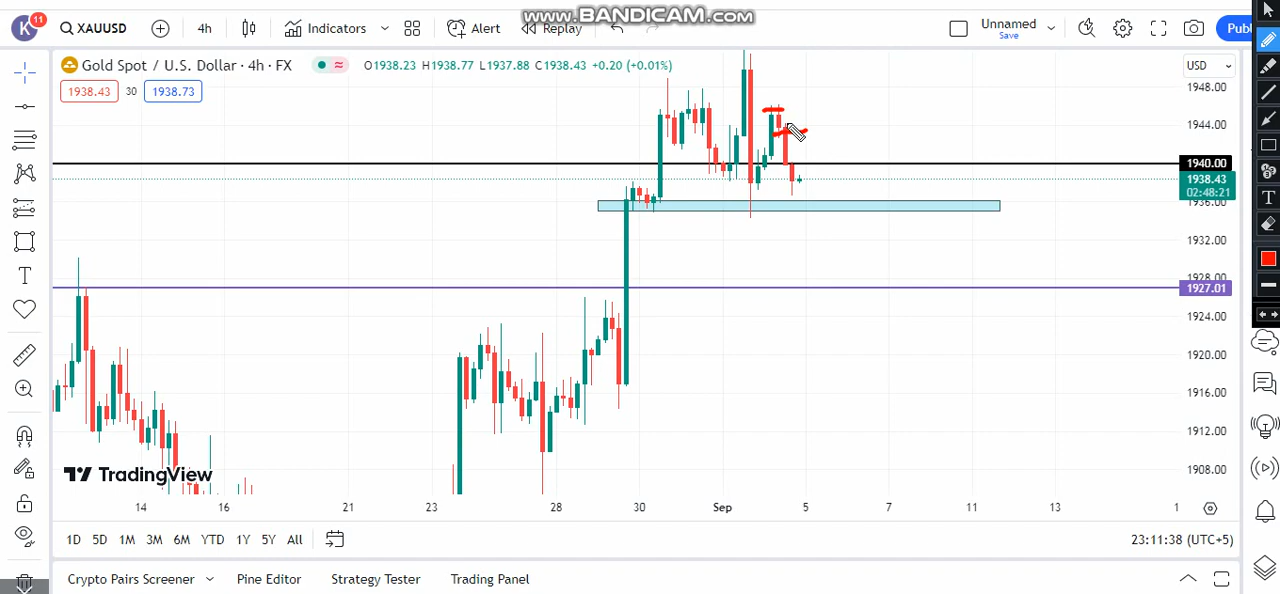 www.BANDICAM.com
K 11 XAUUSD 4h Indicators Alert Replay Unnamed Save Publ
Gold Spot / U.S. Dollar · 4h · FX O1938.23 H1938.77 L1937.88 C1938.43 +0.20 (+0.01%) USD
1938.43 30 1938.73
1948.00
1944.00
1940.00
1938.43
02:48:21
1936.00
1932.00
1928.00
1927.01
1924.00
1920.00
1916.00
1912.00
1908.00
TradingView
14 16 21 23 28 30 Sep 5 7 11 13 1
1D 5D 1M 3M 6M YTD 1Y 5Y All 23:11:38 (UTC+5)
Crypto Pairs Screener Pine Editor Strategy Tester Trading Panel